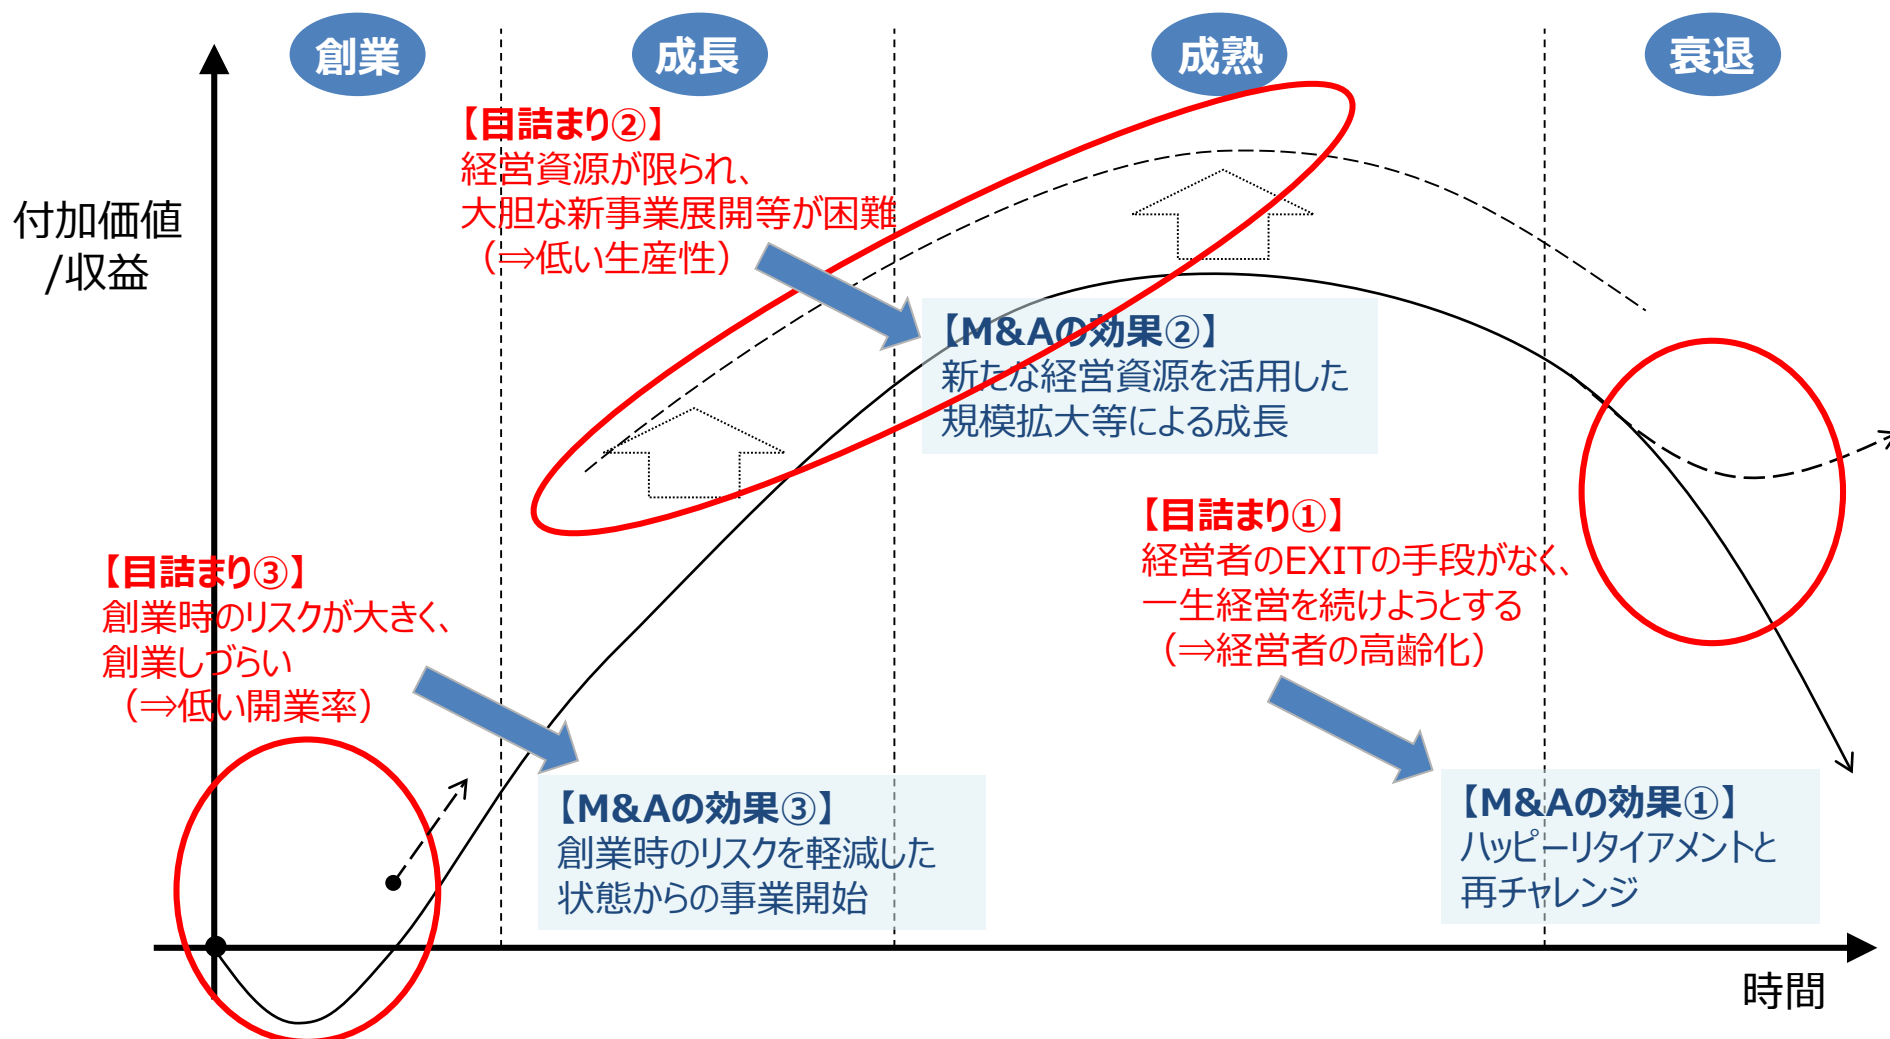 創業
成長
成熟
衰退
付加価値
/収益
【目詰まり②】
経営資源が限られ、
大胆な新事業展開等が困難
（⇒低い生産性）
【M&Aの効果②】
新たな経営資源を活用した
規模拡大等による成長
【目詰まり①】
経営者のEXITの手段がなく、
一生経営を続けようとする
（⇒経営者の高齢化）
【目詰まり③】
創業時のリスクが大きく、
創業しづらい
（⇒低い開業率）
【M&Aの効果③】
創業時のリスクを軽減した
状態からの事業開始
【M&Aの効果①】
ハッピーリタイアメントと
再チャレンジ
時間